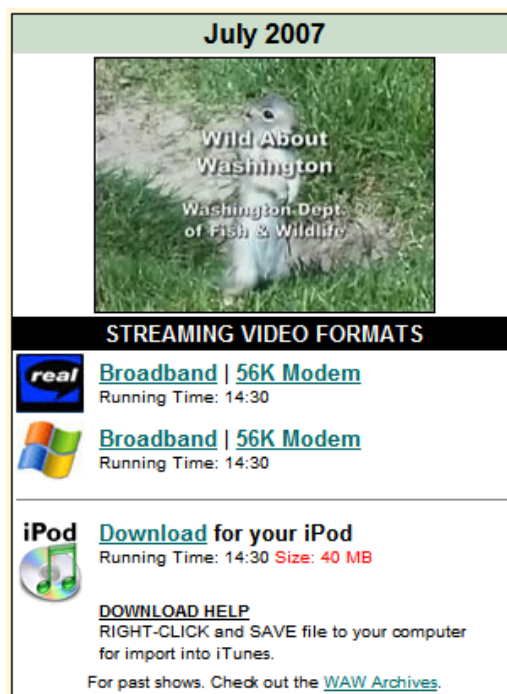 July 2007
Wild About
Washington
Washington Dept.
of Fish & Wildlife
STREAMING VIDEO FORMATS
real
Broadband | 56K Modem
Running Time: 14:30
Broadband | 56K Modem
Running Time: 14:30
iPod
Download for your iPod
Running Time: 14:30 Size: 40 MB
DOWNLOAD HELP
RIGHT-CLICK and SAVE file to your computer
for import into iTunes.
For past shows. Check out the WAW Archives.